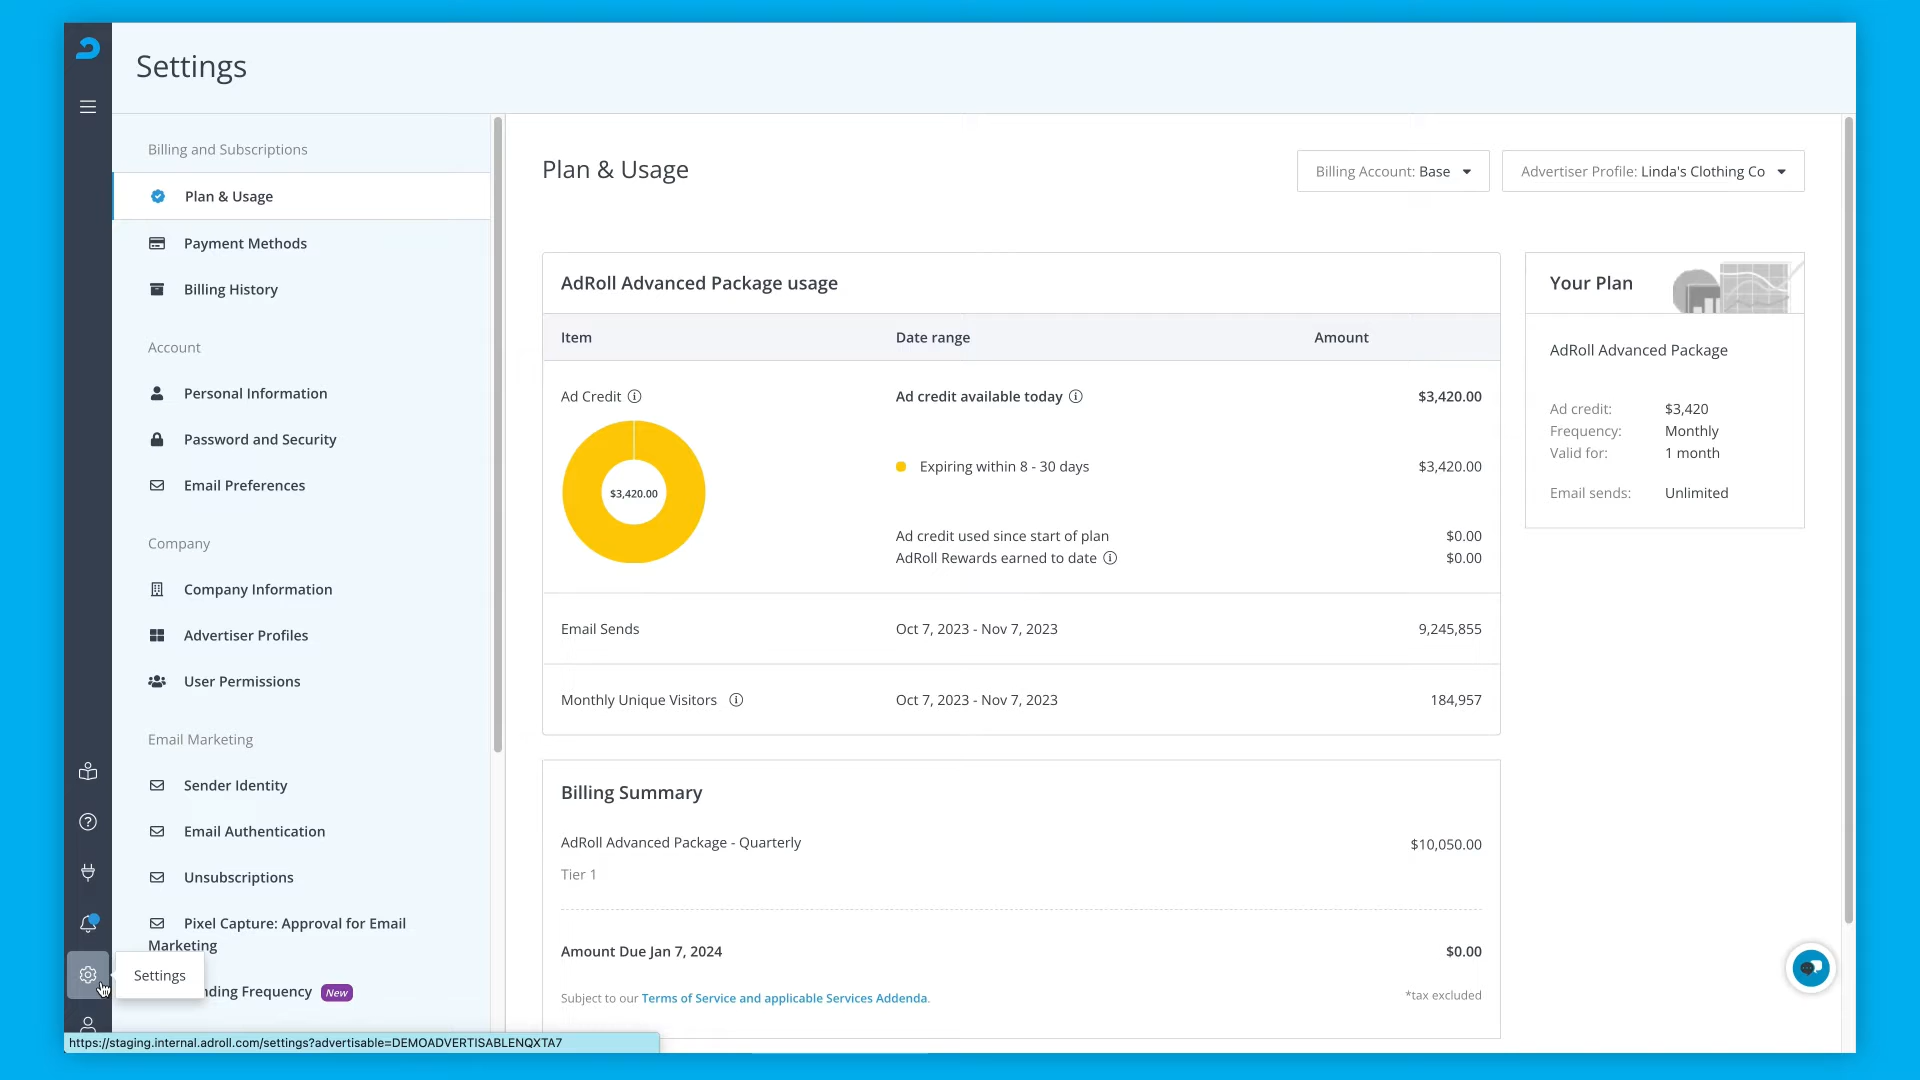 Settings
Billing and Subscriptions
Plan & Usage
Payment Methods
Billing History
Account
Personal Information
Password and Security
Email Preferences
Company
Company Information
Advertiser Profiles
User Permissions
Email Marketing
Sender Identity
Email Authentication
Unsubscriptions
Pixel Capture: Approval for Email
Marketing
Settings
nding Frequency New
https://staging.internal.adroll.com/settings?advertisable=DEMOADVERTISABLENQXTA7
Plan & Usage
Billing Account: Base
Advertiser Profile: Linda's Clothing Co
AdRoll Advanced Package usage
Item Date range Amount
Ad Credit
$3,420.00
Ad credit available today $3,420.00
Expiring within 8 - 30 days $3,420.00
Ad credit used since start of plan $0.00
AdRoll Rewards earned to date $0.00
Email Sends Oct 7, 2023 - Nov 7, 2023 9,245,855
Monthly Unique Visitors Oct 7, 2023 - Nov 7, 2023 184,957
Billing Summary
AdRoll Advanced Package - Quarterly $10,050.00
Tier 1
Amount Due Jan 7, 2024 $0.00
Subject to our Terms of Service and applicable Services Addenda. *tax excluded
Your Plan
AdRoll Advanced Package
Ad credit: $3,420
Frequency: Monthly
Valid for: 1 month
Email sends: Unlimited